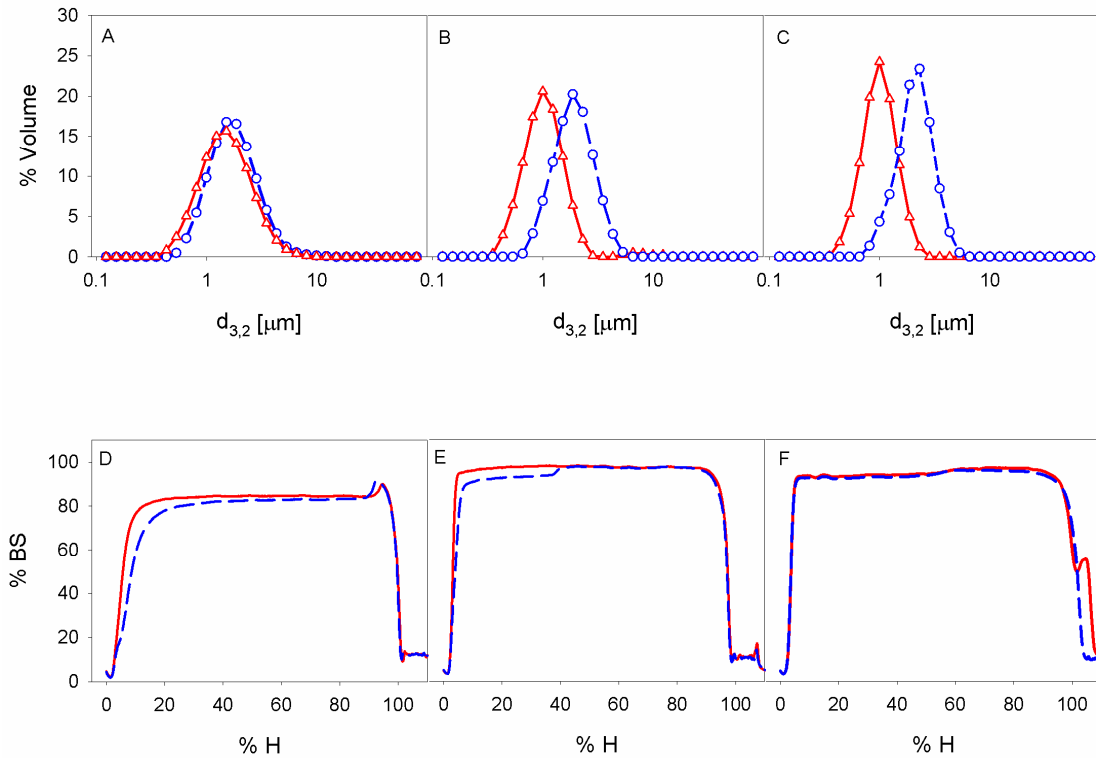 30
25
20
15
10
5
0
% Volume
A
B
C
0.1 1 10 0.1 1 10 0.1 1 10
d3,2 [μm] d3,2 [μm] d3,2 [μm]
100
80
60
40
20
0
% BS
D
E
F
0 20 40 60 80 100 0 20 40 60 80 100 0 20 40 60 80 100
% H % H % H